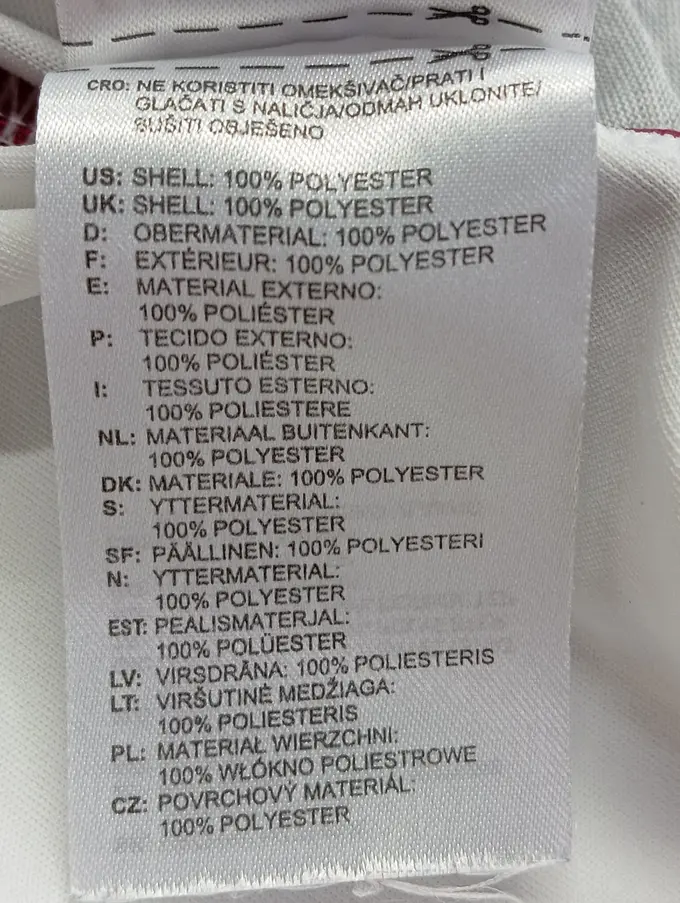 CRO: NE KORISTITI OMEKŠIVAČ/PRATI I
GLAČATI S NALIČJA/ODMAH UKLONITE/
SUŠITI OBJEŠENO
US: SHELL: 100% POLYESTER
UK: SHELL: 100% POLYESTER
D: OBERMATERIAL: 100% POLYESTER
F: EXTÉRIEUR: 100% POLYESTER
E: MATERIAL EXTERNO:
100% POLIÉSTER
P: TECIDO EXTERNO:
100% POLIÉSTER
I: TESSUTO ESTERNO:
100% POLIESTERE
NL: MATERIAAL BUITENKANT:
100% POLYESTER
DK: MATERIALE: 100% POLYESTER
S: YTTERMATERIAL:
100% POLYESTER
SF: PÄÄLLINEN: 100% POLYESTERI
N: YTTERMATERIAL:
100% POLYESTER
EST: PEALISMATERJAL:
100% POLÜESTER
LV: VIRSDRĀNA: 100% POLIESTERIS
LT: VIRŠUTINĖ MEDŽIAGA:
100% POLIESTERIS
PL: MATERIAŁ WIERZCHNI:
100% WŁÓKNO POLIESTROWE
CZ: POVRCHOVÝ MATERIÁL:
100% POLYESTER